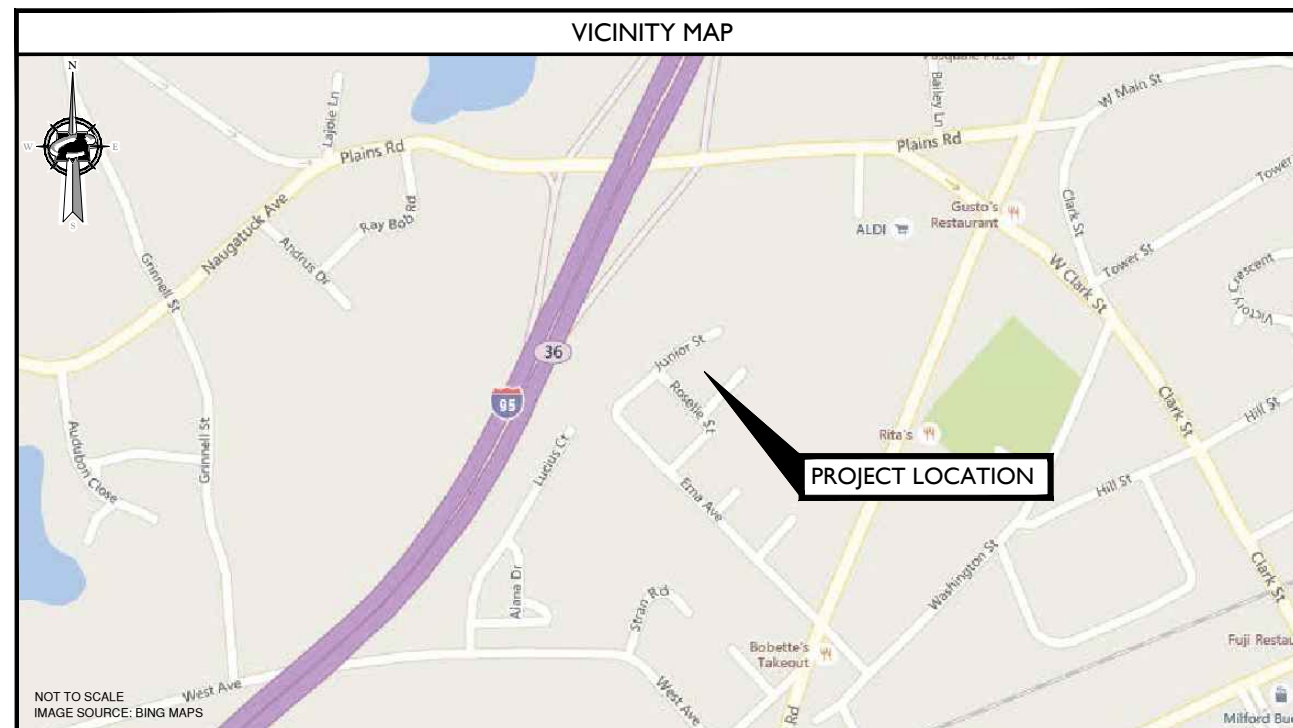 VICINITY MAP
N
W
E
S
Lajoie Ln
Plains Rd
Bailey Ln
W Main St
Plains Rd
Tower
Ray Bob Rd
Naugatuck Ave
Andrus Dr
Grinnell St
ALDI
Gusto's
Restaurant
Clark St
Tower St
W Clark St
Victory Crescent
36
95
Junior St
Roselle St
PROJECT LOCATION
Rita's
Clark St
Hill St
Hill St
Audubon Close
Grinnell St
Lucius Ct
Erna Ave
Washington St
Alana Dr
Stran Rd
Clark St
Bobette's
Takeout
Fuji Restau
West Ave
West Ave
Rd
Milford Bu
NOT TO SCALE
IMAGE SOURCE: BING MAPS